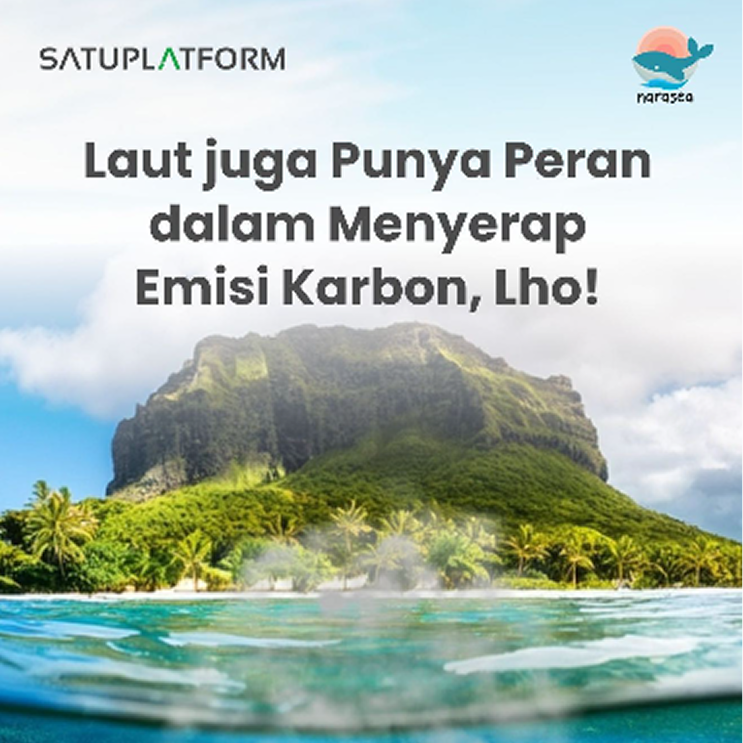 SATUPLATFORM
narasea
Laut juga Punya Peran
dalam Menyerap
Emisi Karbon, Lho!